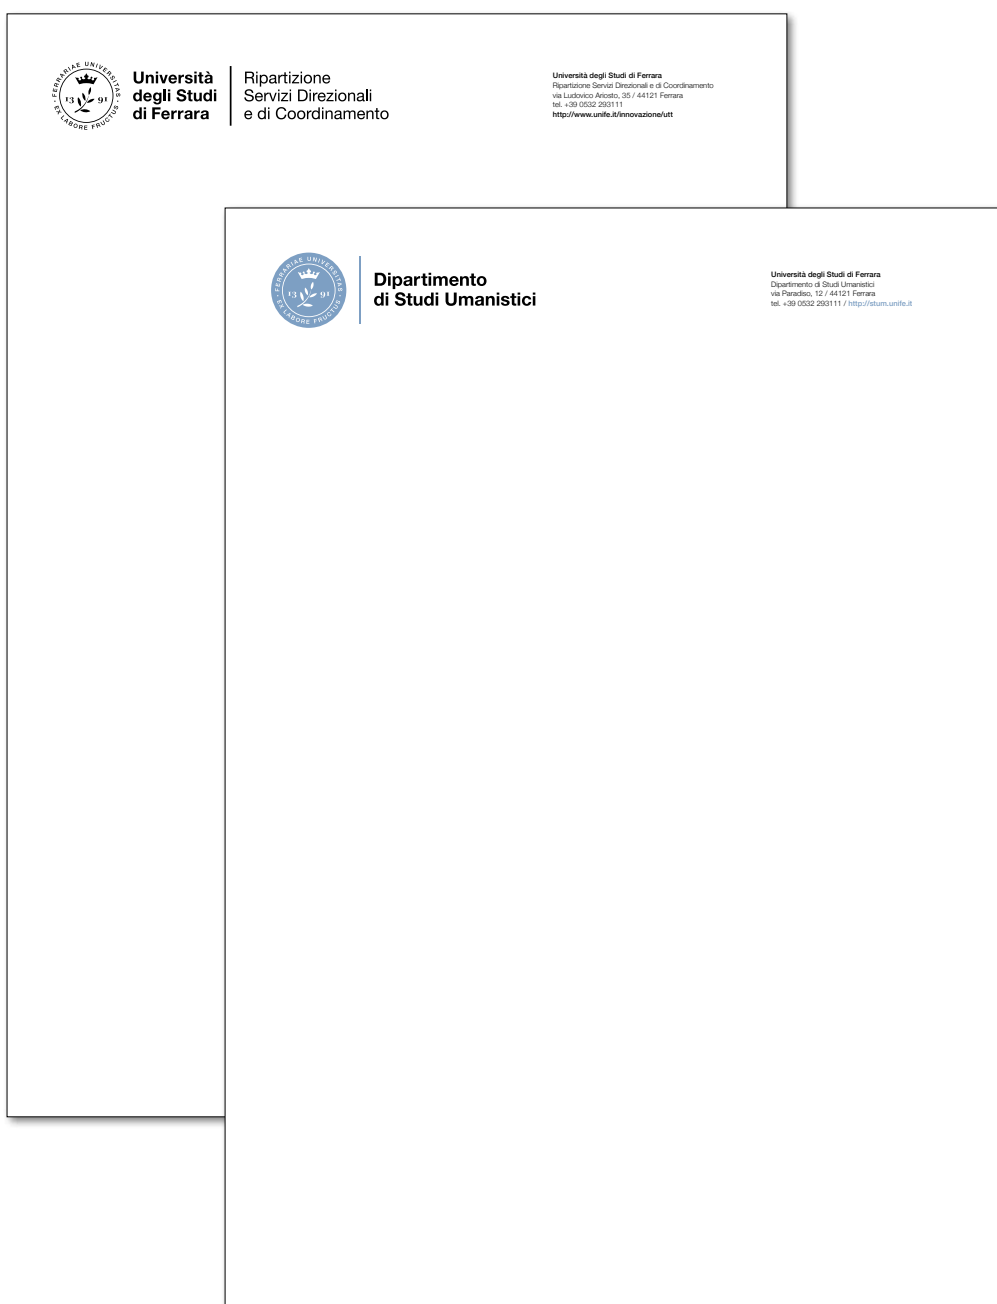 FERRARIAE UNIVERSITAS
13 91
EX LABORE FRUCTUS
Università
degli Studi
di Ferrara
Ripartizione
Servizi Direzionali
e di Coordinamento
Università degli Studi di Ferrara
Ripartizione Servizi Direzionali e di Coordinamento
via Ludovico Ariosto, 35 / 44121 Ferrara
tel. +39 0532 293111
http://www.unife.it/innovazione/utt
FERRARIAE UNIVERSITAS
13 91
EX LABORE FRUCTUS
Dipartimento
di Studi Umanistici
Università degli Studi di Ferrara
Dipartimento di Studi Umanistici
via Paradiso, 12 / 44121 Ferrara
tel. +39 0532 293111 / http://stum.unife.it